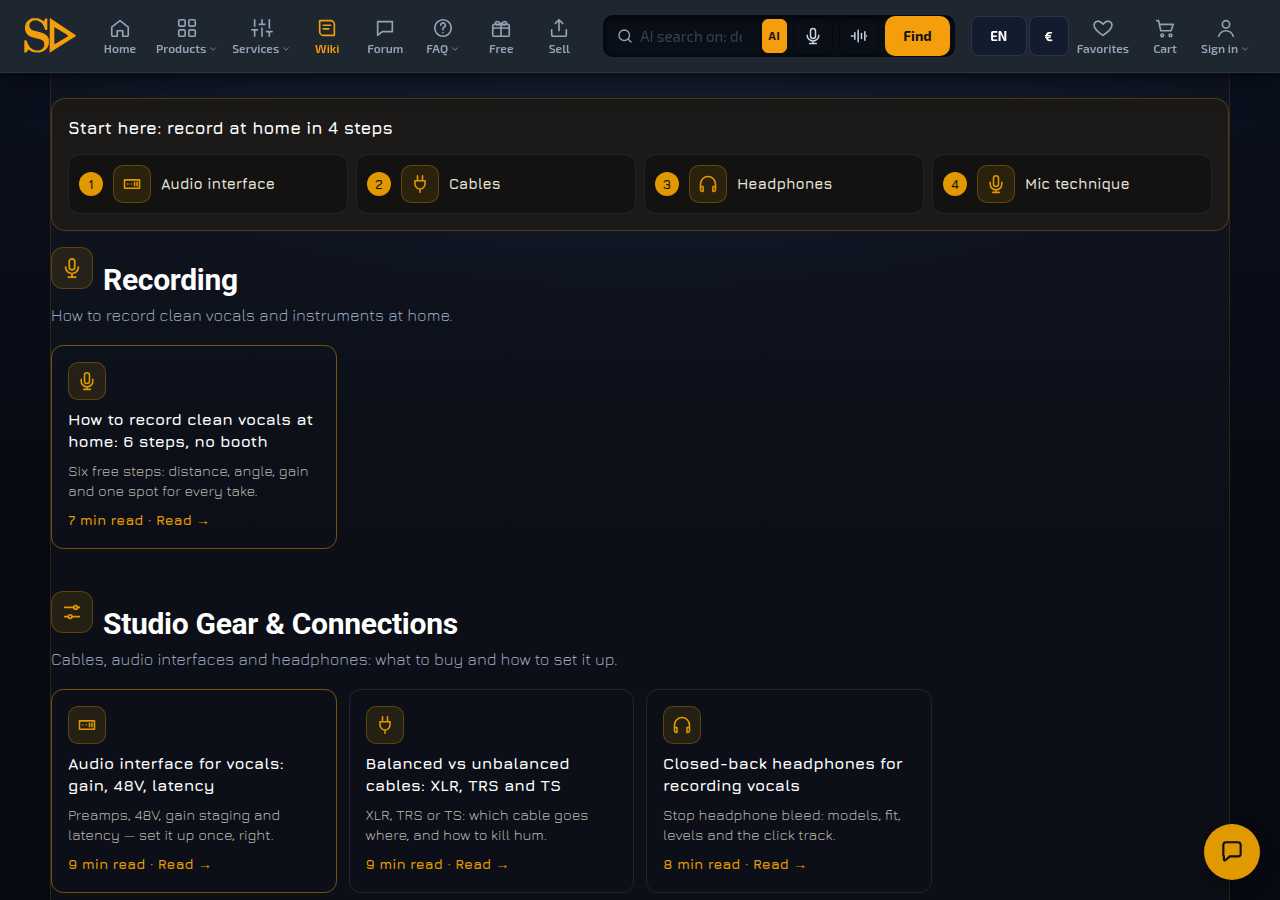 SD
Home
Products
Services
Wiki
Forum
FAQ
Free
Sell
AI search on: d
AI
Find
EN
€
Favorites
Cart
Sign in
Start here: record at home in 4 steps
1 Audio interface
2 Cables
3 Headphones
4 Mic technique
Recording
How to record clean vocals and instruments at home.
How to record clean vocals at
home: 6 steps, no booth
Six free steps: distance, angle, gain
and one spot for every take.
7 min read · Read →
Studio Gear & Connections
Cables, audio interfaces and headphones: what to buy and how to set it up.
Audio interface for vocals:
gain, 48V, latency
Preamps, 48V, gain staging and
latency — set it up once, right.
9 min read · Read →
Balanced vs unbalanced
cables: XLR, TRS and TS
XLR, TRS or TS: which cable goes
where, and how to kill hum.
9 min read · Read →
Closed-back headphones for
recording vocals
Stop headphone bleed: models, fit,
levels and the click track.
8 min read · Read →